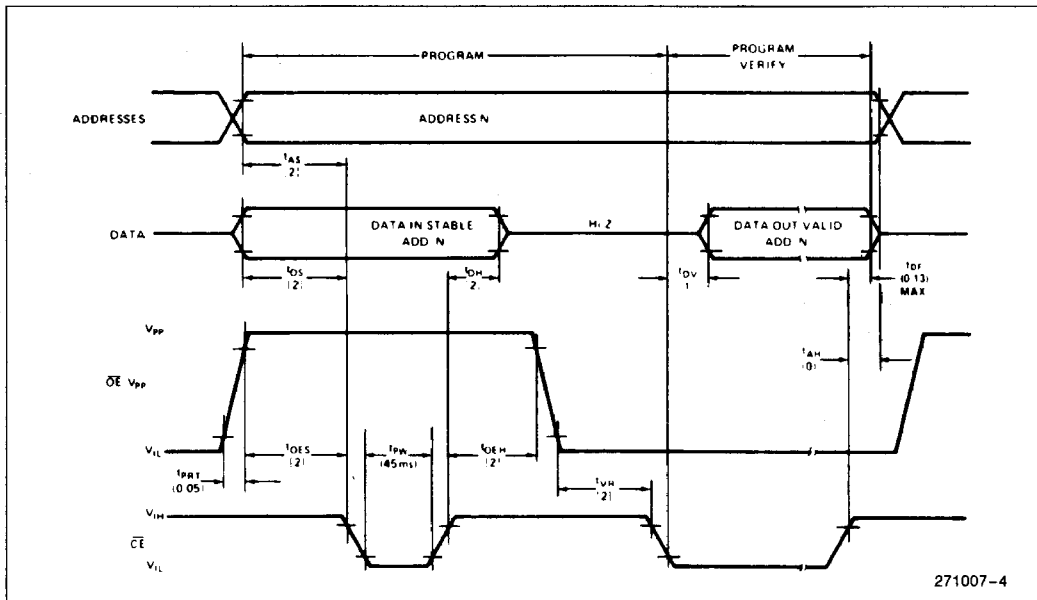 PROGRAM
PROGRAM
VERIFY
ADDRESSES
ADDRESS N
tAS
[2]
DATA
DATA IN STABLE
ADD N
HI Z
DATA OUT VALID
ADD N
tDS
[2]
tDH
2]
tDV
1
tDF
(0.13)
MAX
VPP
OE VPP
VIL
tAH
(0)
tOES
[2]
tPW
(45ms)
tOEH
[2]
tPRT
(0.05)
tVR
[2]
VIH
CE
VIL
271007-4